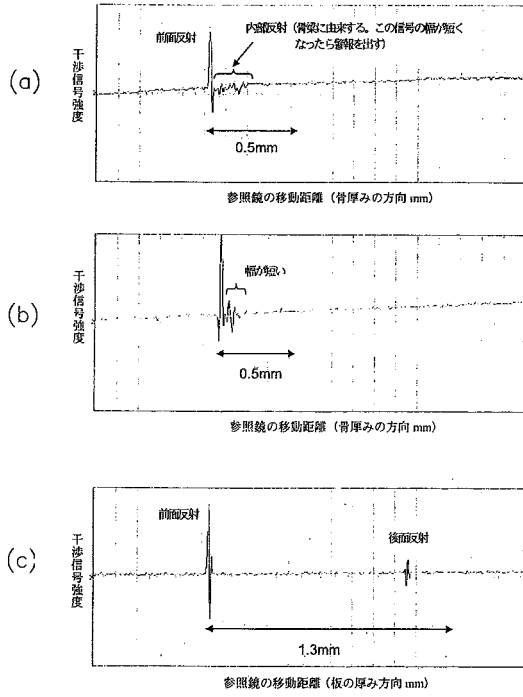 (a)
干渉信号強度
前面反射
内部反射（骨梁に由来する。この信号の幅が短く
なったら警報を出す）
0.5mm
参照鏡の移動距離（骨厚みの方向 mm）
(b)
干渉信号強度
幅が短い
0.5mm
参照鏡の移動距離（骨厚みの方向 mm）
(c)
干渉信号強度
前面反射
後面反射
1.3mm
参照鏡の移動距離（板の厚み方向 mm）